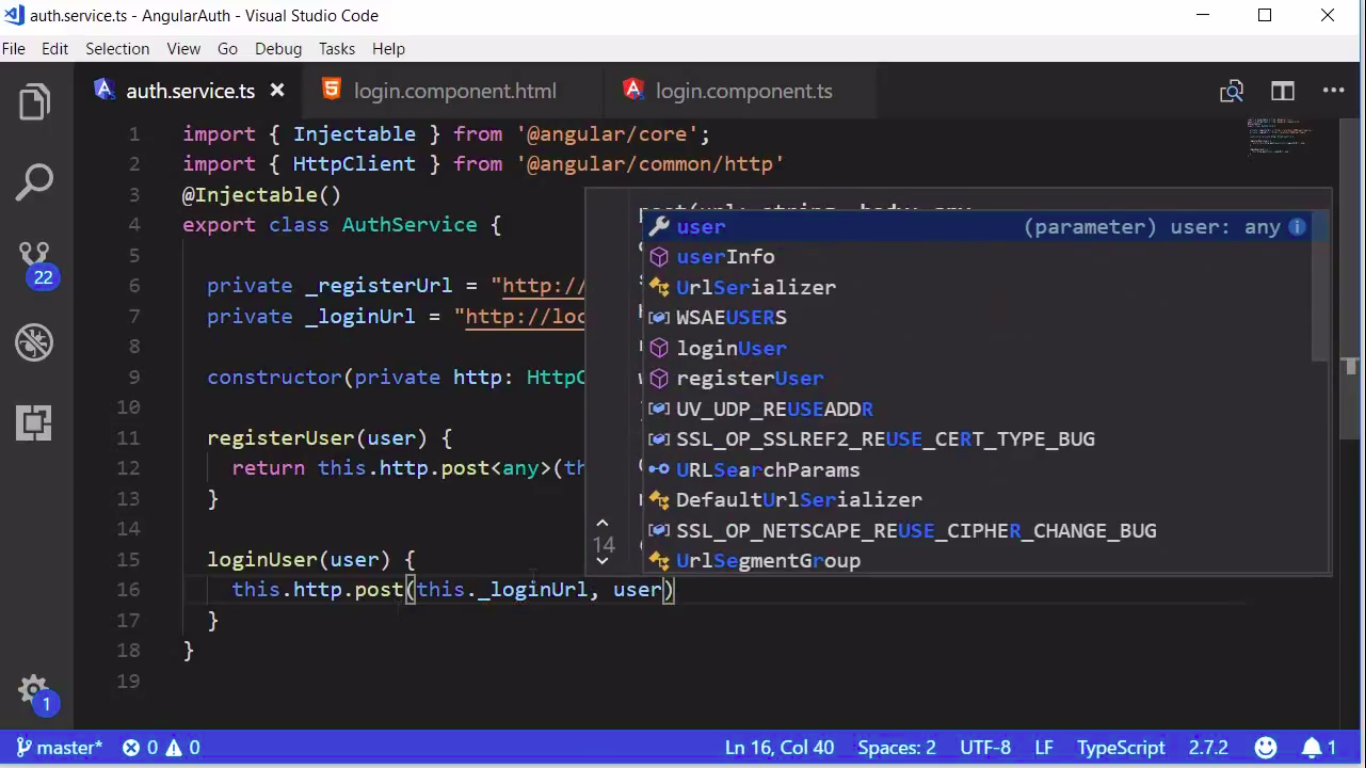 auth.service.ts - AngularAuth - Visual Studio Code
File Edit Selection View Go Debug Tasks Help
auth.service.ts login.component.html login.component.ts
1 import { Injectable } from '@angular/core';
2 import { HttpClient } from '@angular/common/http'
3 @Injectable()
4 export class AuthService {
5
6 private _registerUrl = "http://
7 private _loginUrl = "http://loc
8
9 constructor(private http: HttpC
10
11 registerUser(user) {
12 return this.http.post<any>(th
13 }
14
15 loginUser(user) {
16 this.http.post(this._loginUrl, user)
17 }
18 }
19
post(url: string, body: any,
user (parameter) user: any
userInfo
UrlSerializer
WSAEUSERS
loginUser
registerUser
UV_UDP_REUSEADDR
SSL_OP_SSLREF2_REUSE_CERT_TYPE_BUG
URLSearchParams
DefaultUrlSerializer
SSL_OP_NETSCAPE_REUSE_CIPHER_CHANGE_BUG
UrlSegmentGroup
14
22
1
master* 0 0 Ln 16, Col 40 Spaces: 2 UTF-8 LF TypeScript 2.7.2 1